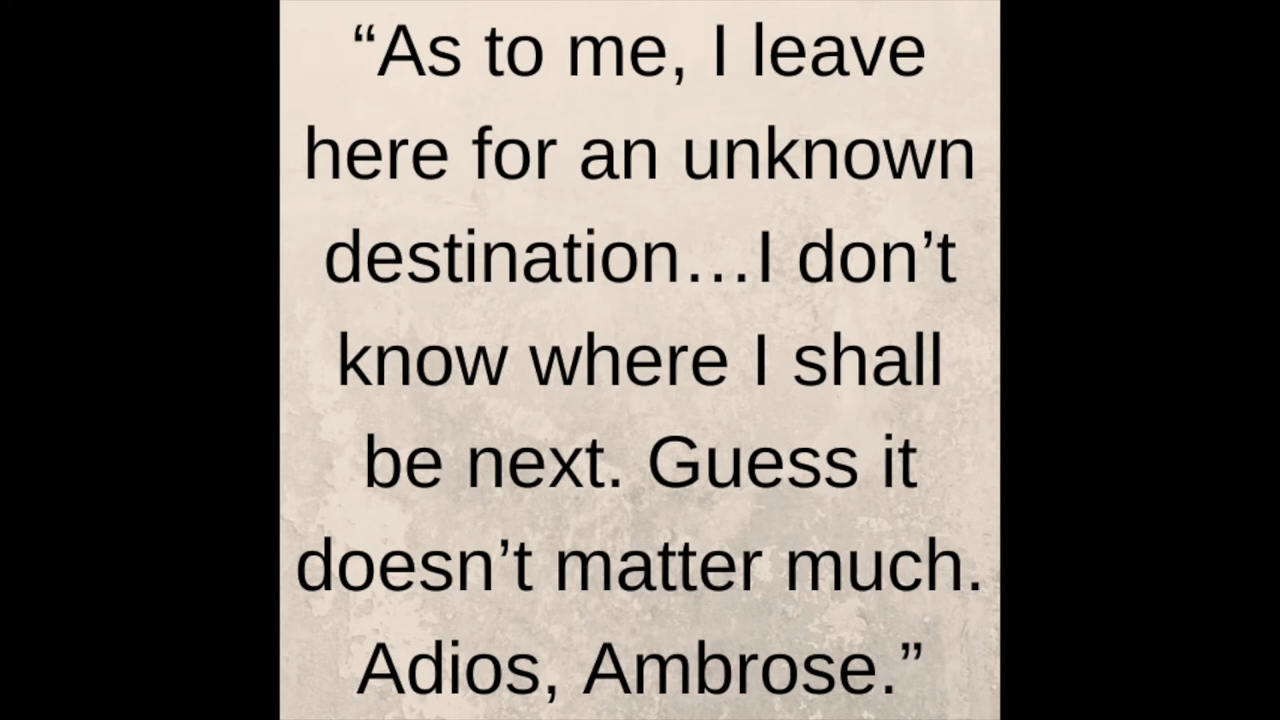 “As to me, I leave
here for an unknown
destination…I don’t
know where I shall
be next. Guess it
doesn’t matter much.
Adios, Ambrose.”